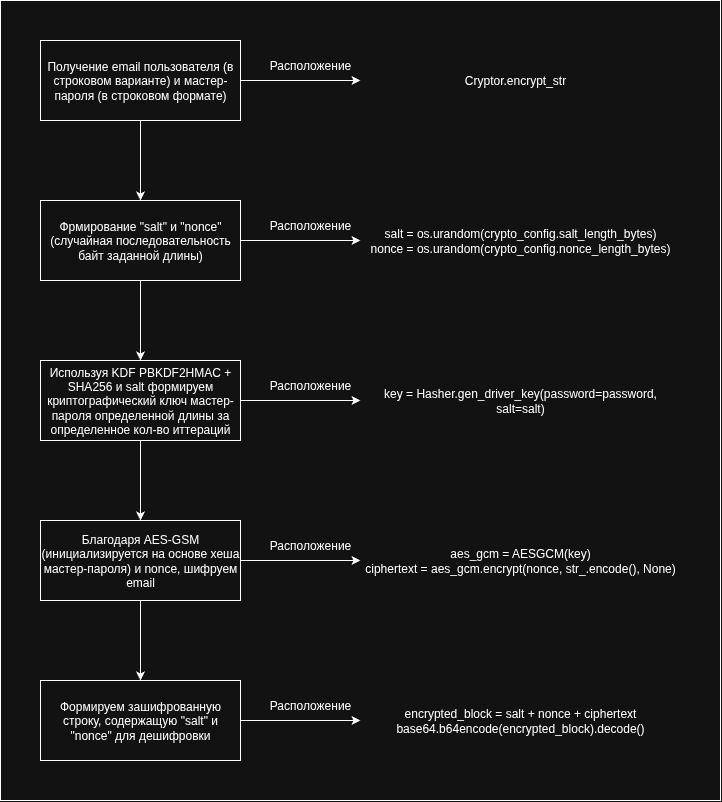 Получение email пользователя (в
строковом варианте) и мастер-
пароля (в строковом формате)
Расположение
Cryptor.encrypt_str
Фрмирование "salt" и "nonce"
(случайная последовательность
байт заданной длины)
Расположение
salt = os.urandom(crypto_config.salt_length_bytes)
nonce = os.urandom(crypto_config.nonce_length_bytes)
Используя KDF PBKDF2HMAC +
SHA256 и salt формируем
криптографический ключ мастер-
пароля определенной длины за
определенное кол-во иттераций
Расположение
key = Hasher.gen_driver_key(password=password,
salt=salt)
Благодаря AES-GSM
(инициализируется на основе хеша
мастер-пароля) и nonce, шифруем
email
Расположение
aes_gcm = AESGCM(key)
ciphertext = aes_gcm.encrypt(nonce, str_.encode(), None)
Формируем зашифрованную
строку, содержащую "salt" и
"nonce" для дешифровки
Расположение
encrypted_block = salt + nonce + ciphertext
base64.b64encode(encrypted_block).decode()